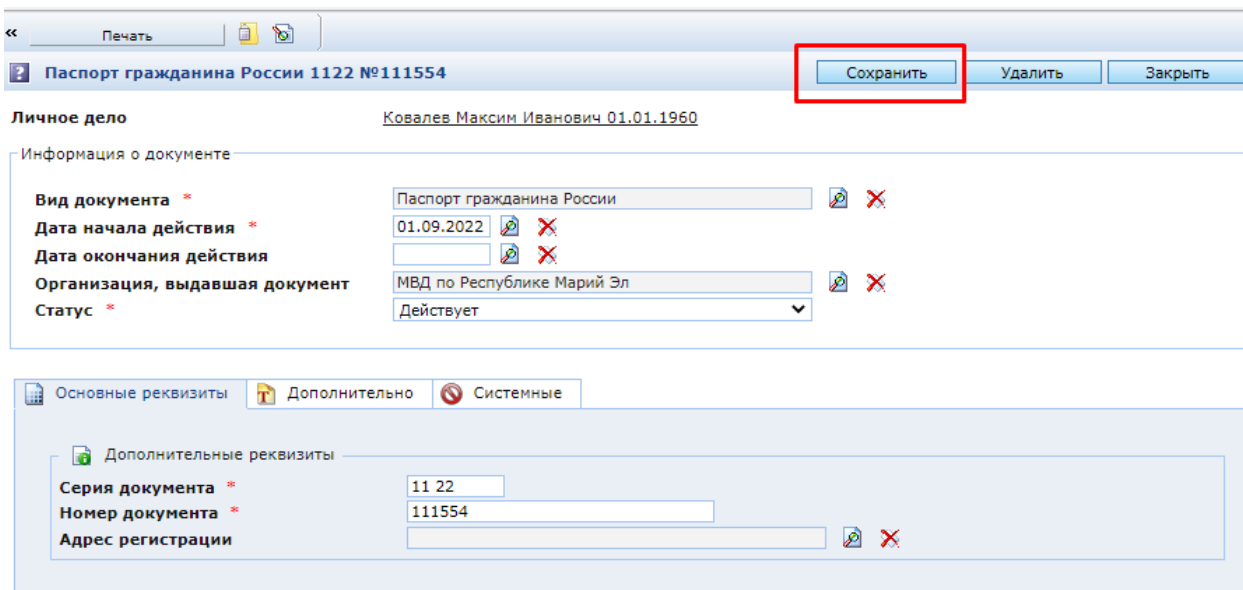 « Печать
Паспорт гражданина России 1122 №111554 Сохранить Удалить Закрыть
Личное дело Ковалев Максим Иванович 01.01.1960
Информация о документе
Вид документа * Паспорт гражданина России
Дата начала действия * 01.09.2022
Дата окончания действия
Организация, выдавшая документ МВД по Республике Марий Эл
Статус * Действует
Основные реквизиты Дополнительно Системные
Дополнительные реквизиты
Серия документа * 11 22
Номер документа * 111554
Адрес регистрации